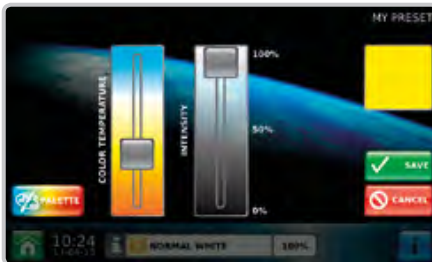 MY PRESET
COLOR TEMPERATURE
INTENSITY
100%
50%
0%
PALETTE
SAVE
CANCEL
10:24
NORMAL WHITE
100%